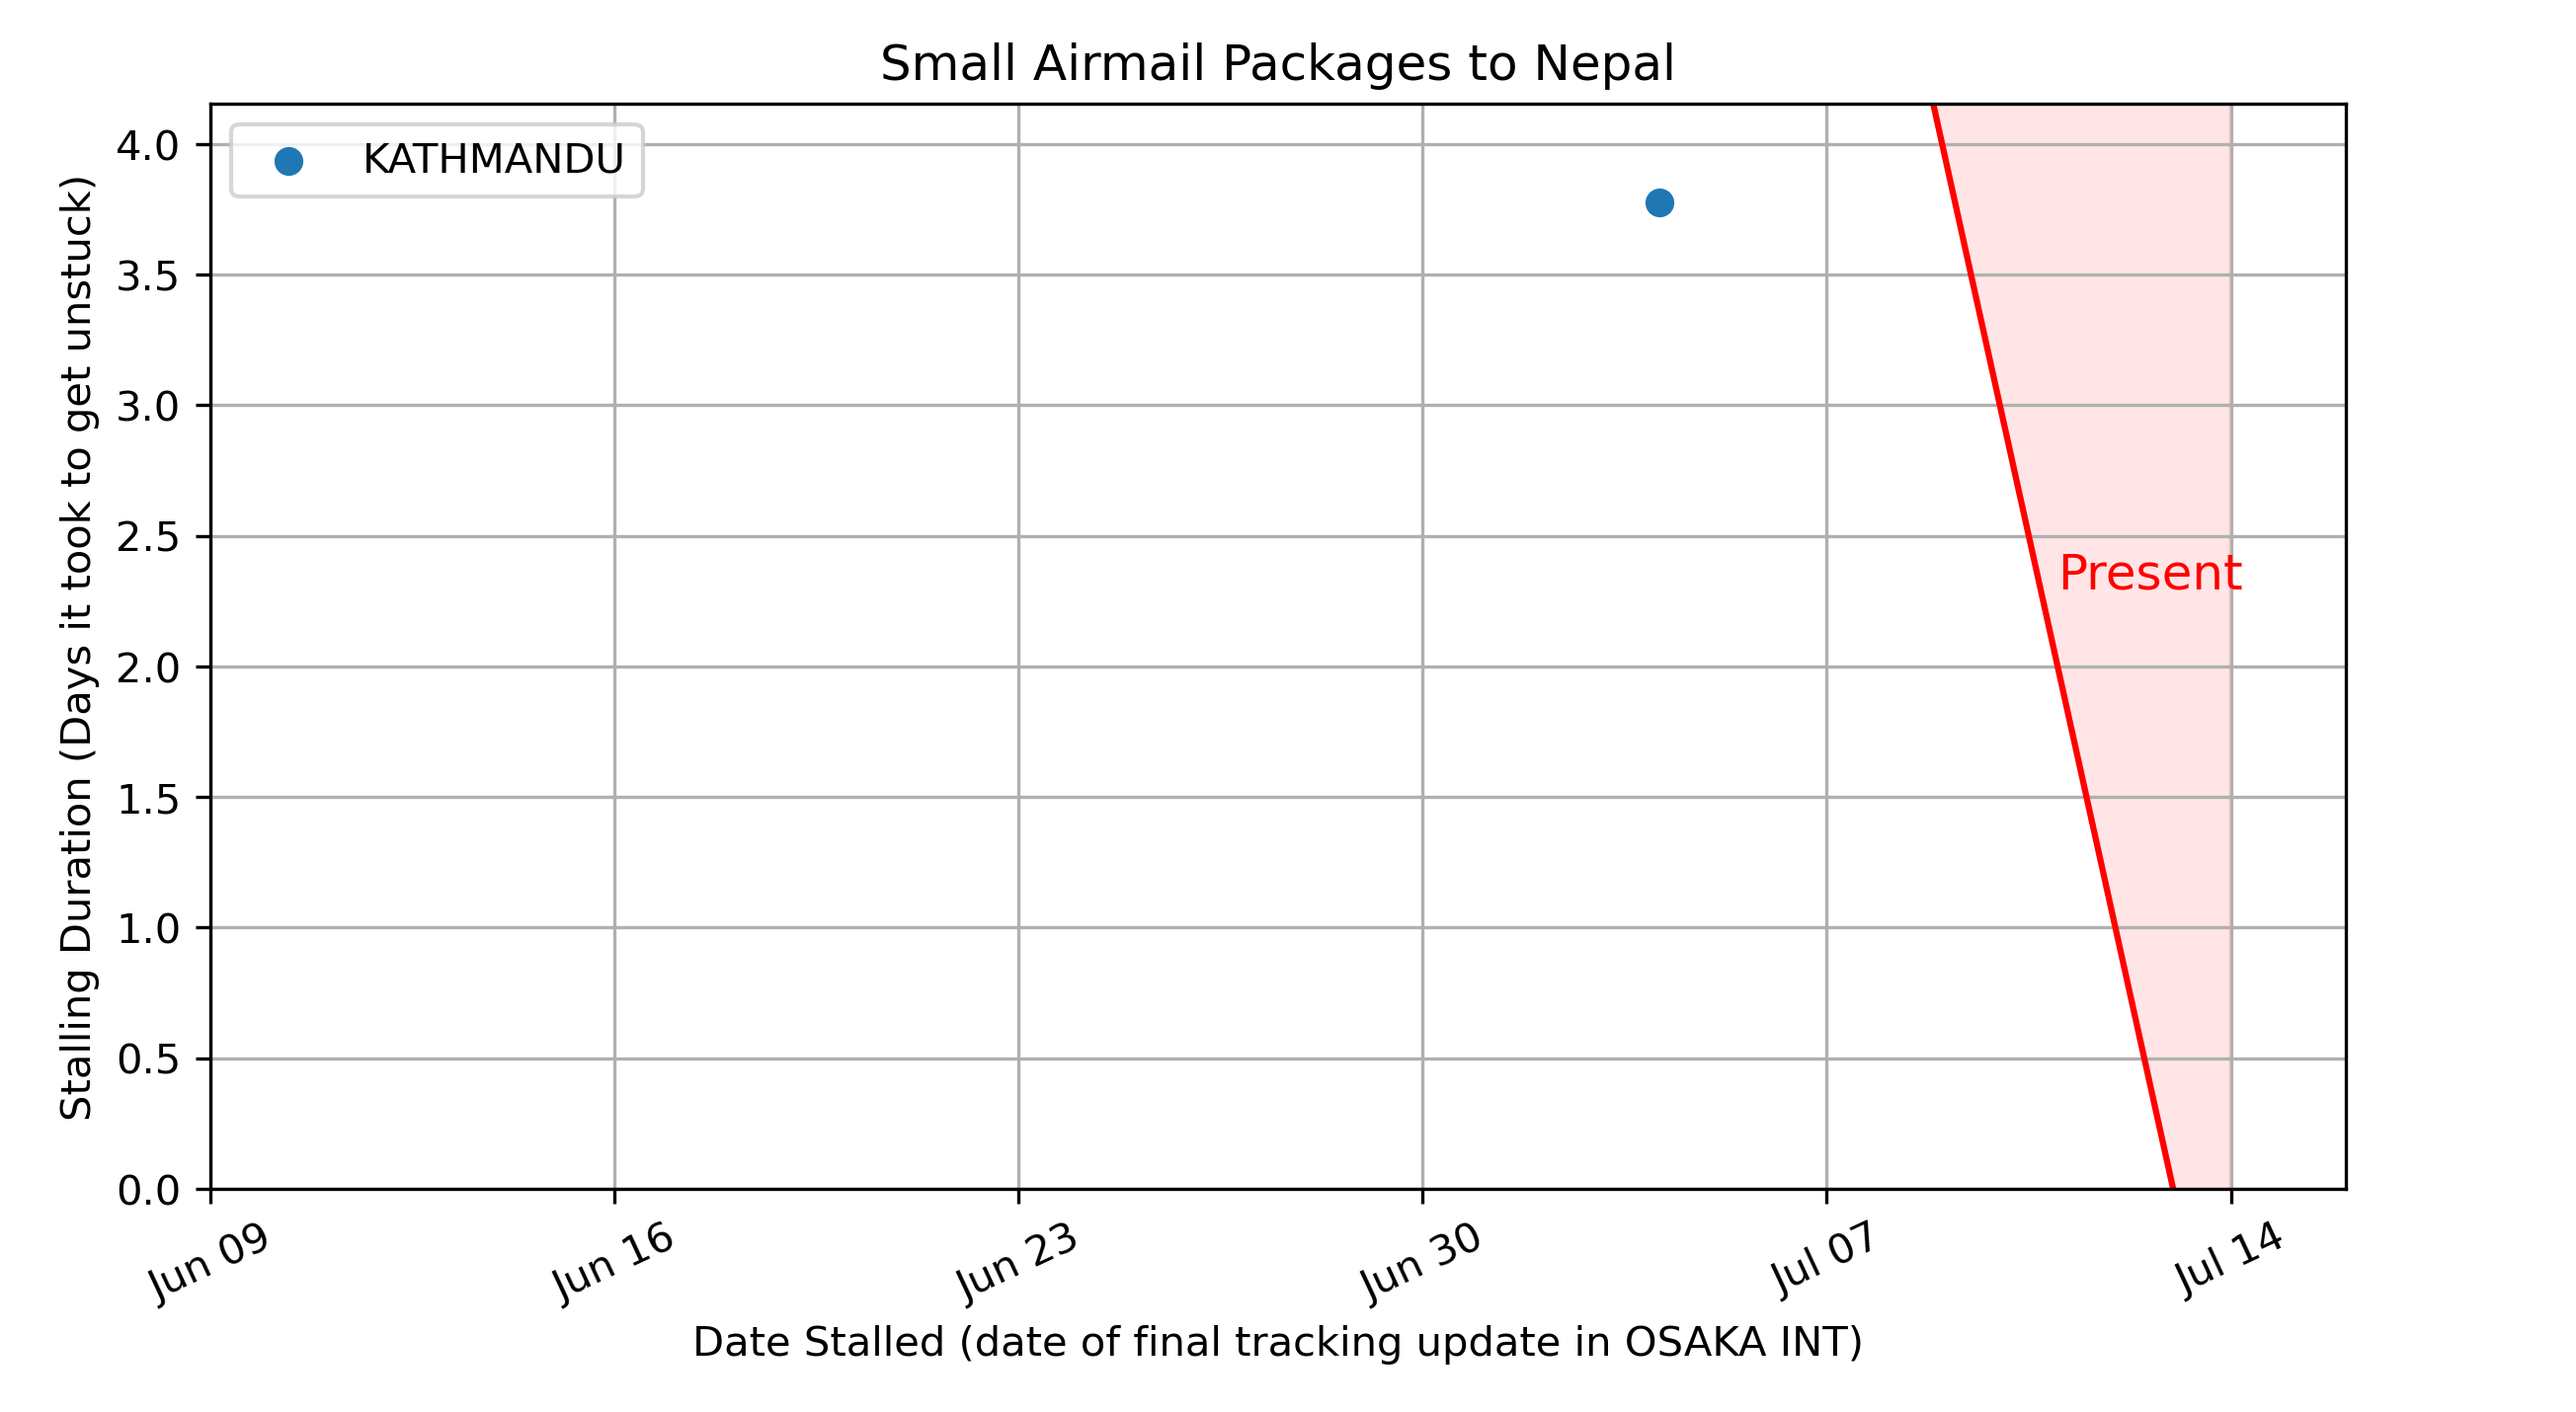 Small Airmail Packages to Nepal
KATHMANDU
4.0
3.5
3.0
2.5
2.0
1.5
1.0
0.5
0.0
Stalling Duration (Days it took to get unstuck)
Present
Jun 09
Jun 16
Jun 23
Jun 30
Jul 07
Jul 14
Date Stalled (date of final tracking update in OSAKA INT)